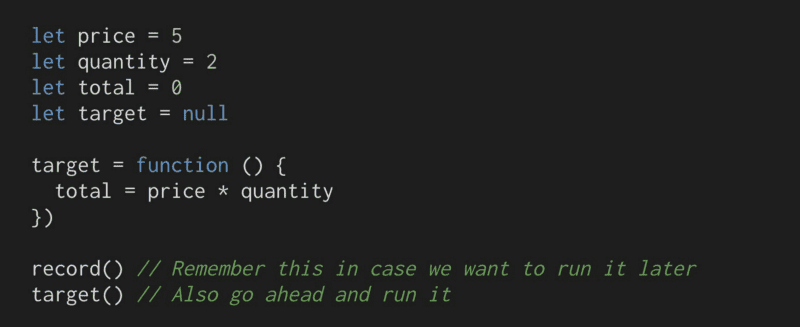 let price = 5
let quantity = 2
let total = 0
let target = null

target = function () {
  total = price * quantity
})

record() // Remember this in case we want to run it later
target() // Also go ahead and run it